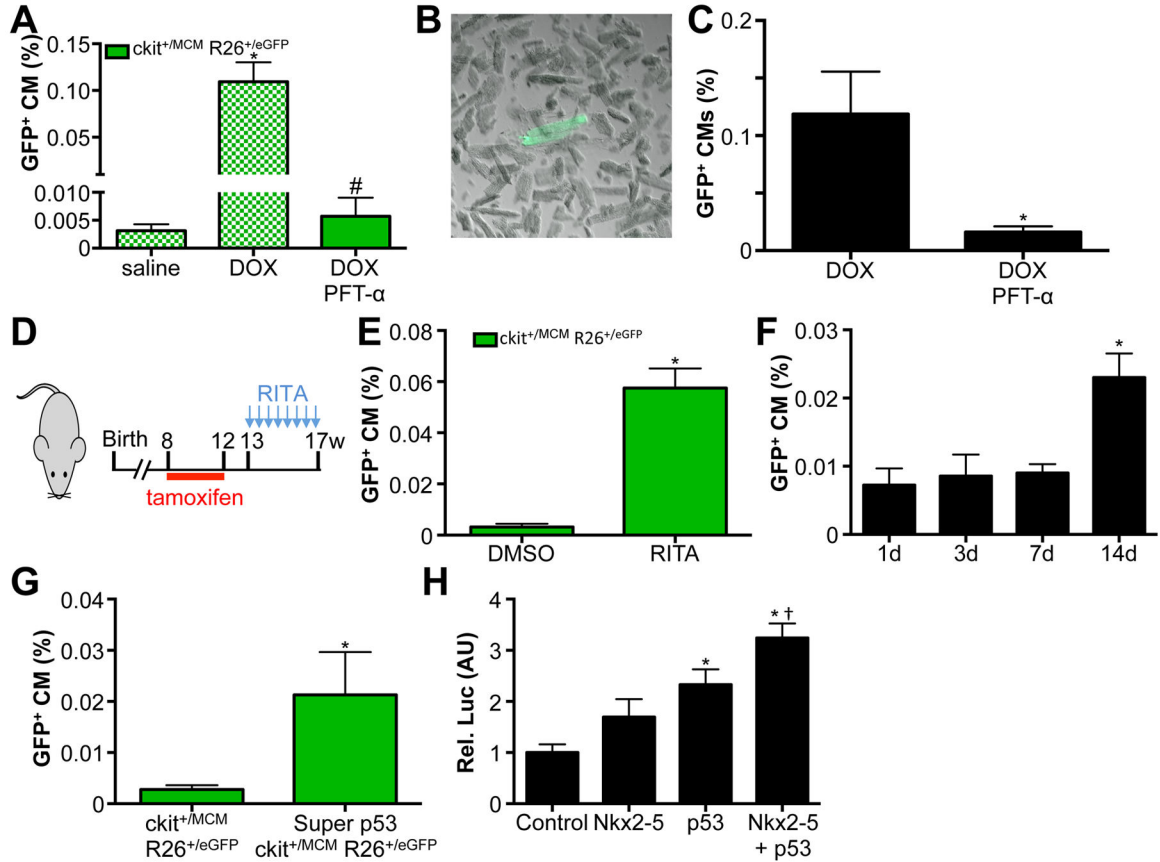 A
GFP+ CM (%)
0.15
0.10
0.05
0.010
0.005
0
ckit+/MCM R26+/eGFP
*
#
saline
DOX
DOX
PFT-α
B
C
GFP+ CMs (%)
0.2
0.1
0
*
DOX
DOX
PFT-α
D
RITA
Birth
8
12
13
17w
tamoxifen
E
GFP+ CM (%)
0.08
0.06
0.04
0.02
0
ckit+/MCM R26+/eGFP
*
DMSO
RITA
F
GFP+ CM (%)
0.03
0.02
0.01
0
*
1d
3d
7d
14d
G
GFP+ CM (%)
0.04
0.03
0.02
0.01
0
*
ckit+/MCM
R26+/eGFP
Super p53
ckit+/MCM R26+/eGFP
H
Rel. Luc (AU)
4
3
2
1
0
*
* †
Control
Nkx2-5
p53
Nkx2-5
+ p53